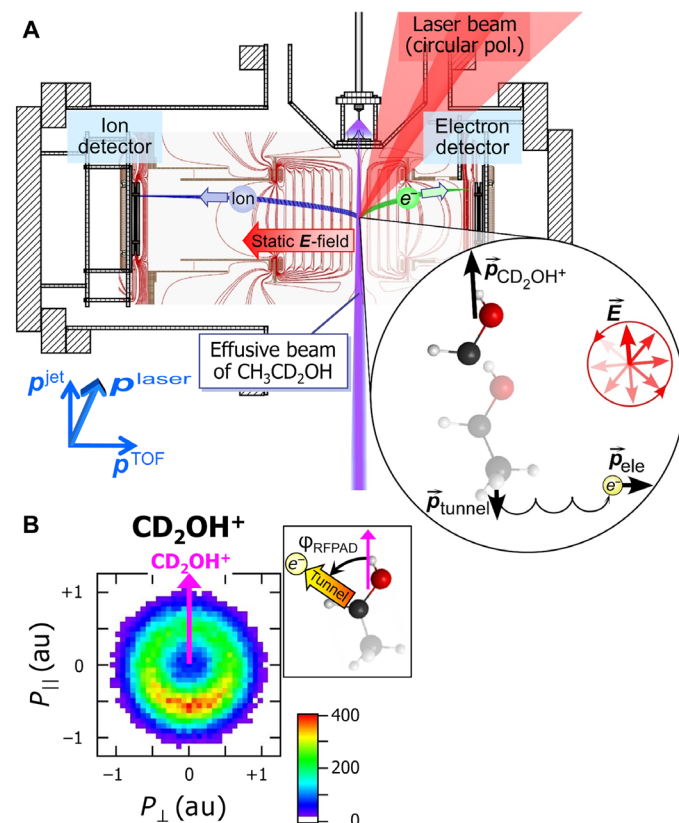 A
Laser beam
(circular pol.)
Ion
detector
Electron
detector
Ion
e⁻
Static E-field
p⃗CD₂OH⁺
E⃗
Effusive beam
of CH₃CD₂OH
pʲᵉᵗ
pˡᵃˢᵉʳ
pᵀᴼꟳ
p⃗ₑₗₑ
e⁻
p⃗tunnel
B
CD₂OH⁺
CD₂OH⁺
φRFPAD
e⁻
Tunnel
+1
0
−1
P|| (au)
−1
0
+1
P⊥ (au)
400
200
0